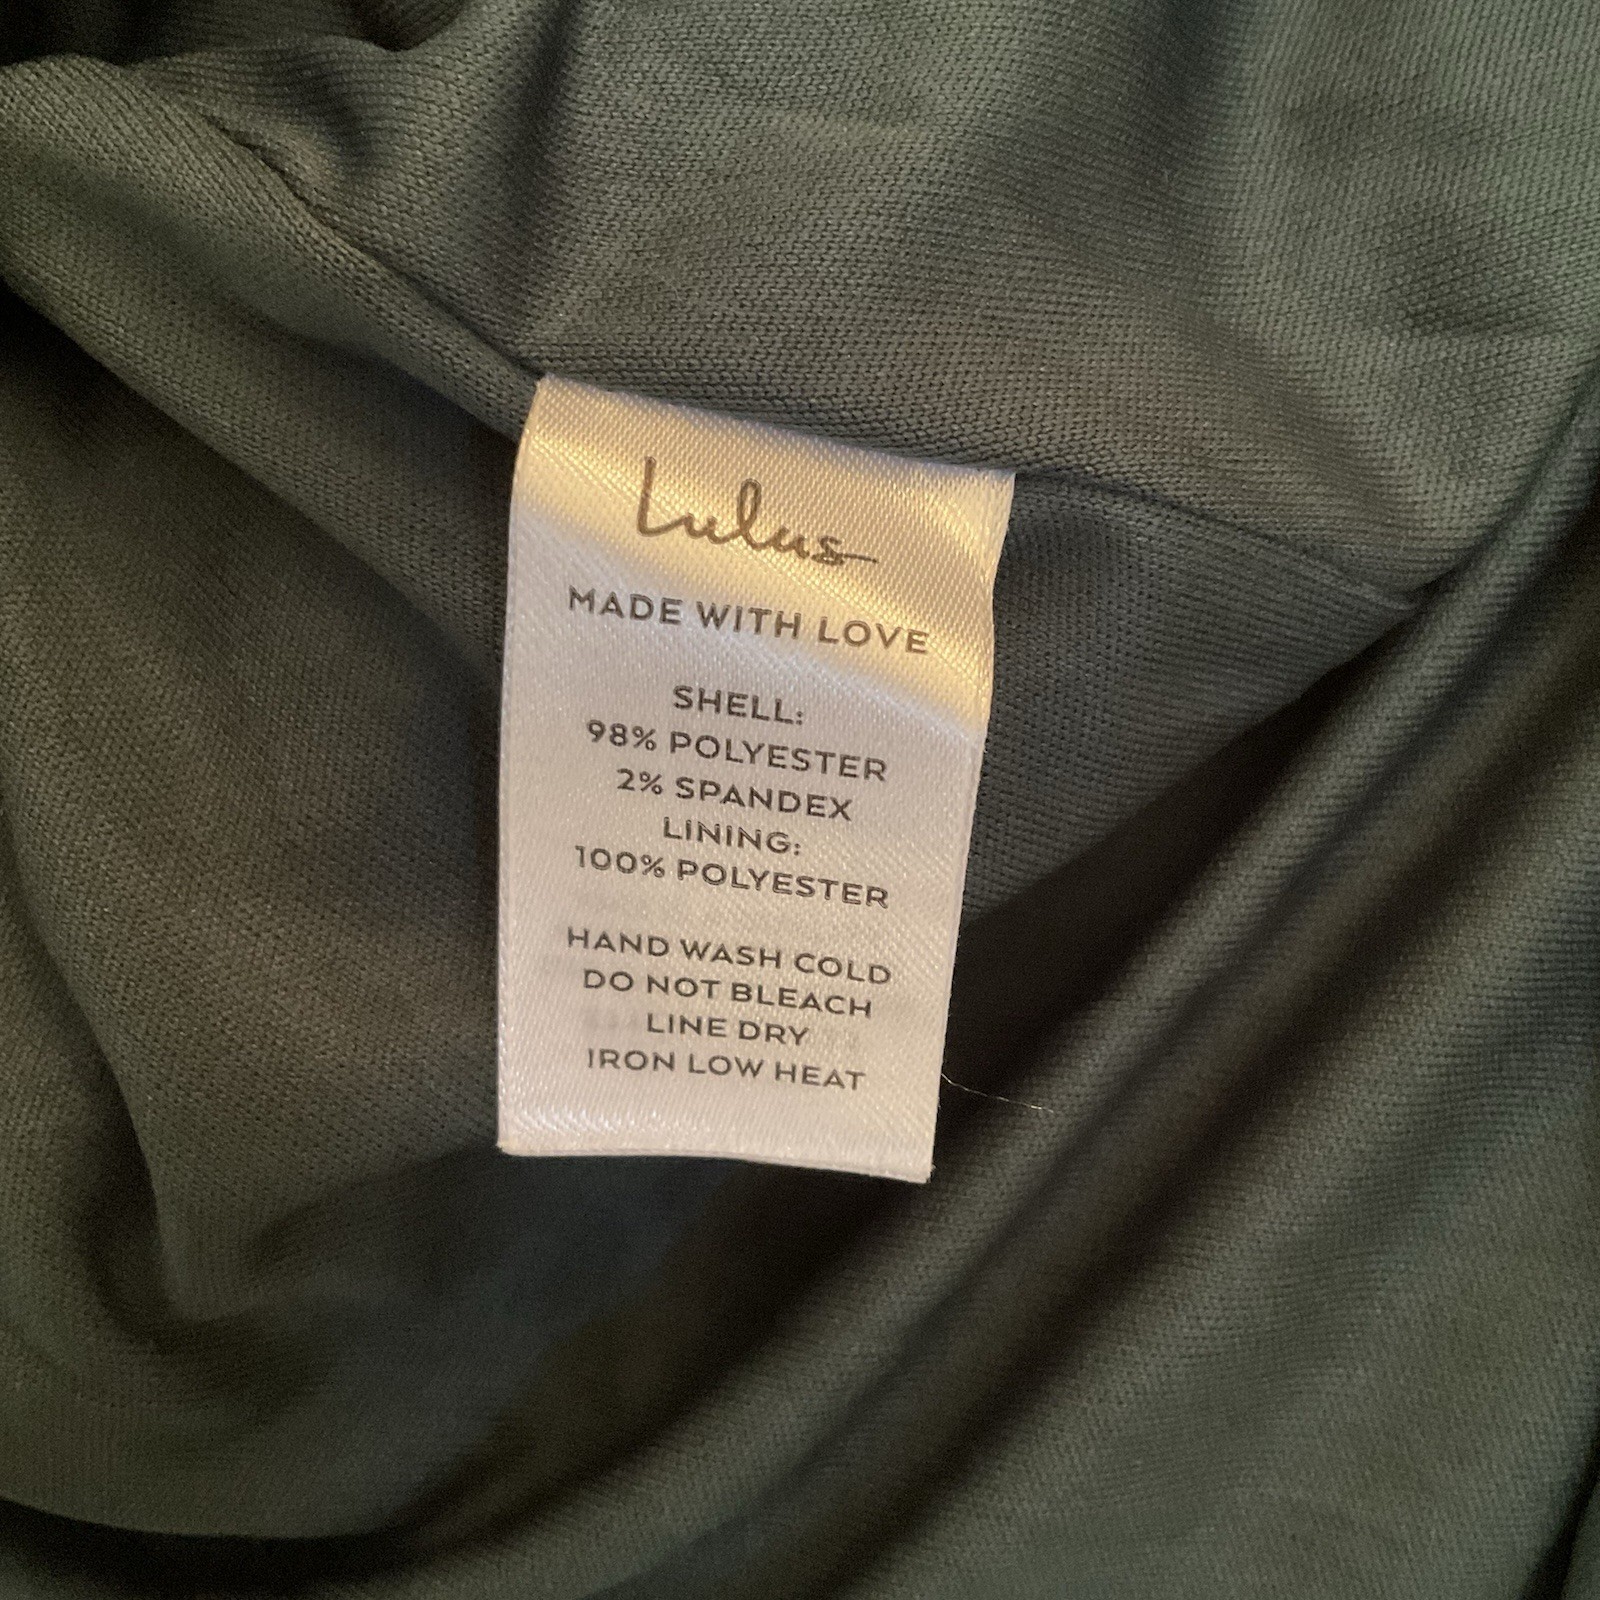 Lulus
MADE WITH LOVE
SHELL:
98% POLYESTER
2% SPANDEX
LINING:
100% POLYESTER
HAND WASH COLD
DO NOT BLEACH
LINE DRY
IRON LOW HEAT